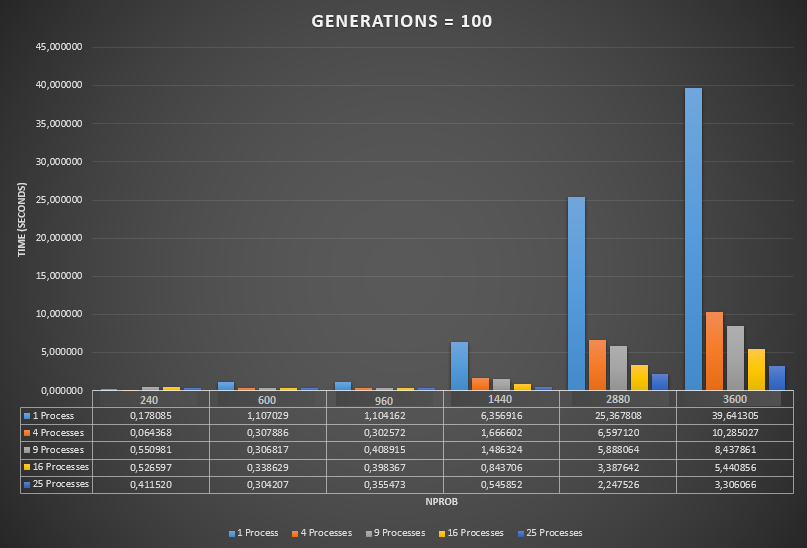 GENERATIONS = 100
45,000000
40,000000
35,000000
30,000000
25,000000
20,000000
15,000000
10,000000
5,000000
0,000000
TIME (SECONDS)
240 600 960 1440 2880 3600
1 Process 0,178085 1,107029 1,104162 6,356916 25,367808 39,641305
4 Processes 0,064368 0,307886 0,302572 1,666602 6,597120 10,285027
9 Processes 0,550981 0,306817 0,408915 1,486324 5,888064 8,437861
16 Processes 0,526597 0,338629 0,398367 0,843706 3,387642 5,440856
25 Processes 0,411520 0,304207 0,355473 0,545852 2,247526 3,306066
NPROB
1 Process 4 Processes 9 Processes 16 Processes 25 Processes